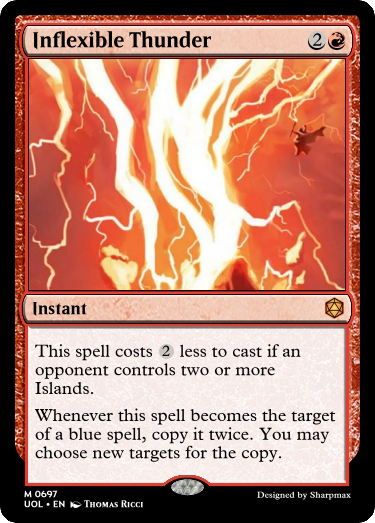 Inflexible Thunder 2
Instant
This spell costs 2 less to cast if an
opponent controls two or more
Islands.
Whenever this spell becomes the target
of a blue spell, copy it twice. You may
choose new targets for the copy.
M 0697
UOL • EN Thomas Ricci
Designed by Sharpmax